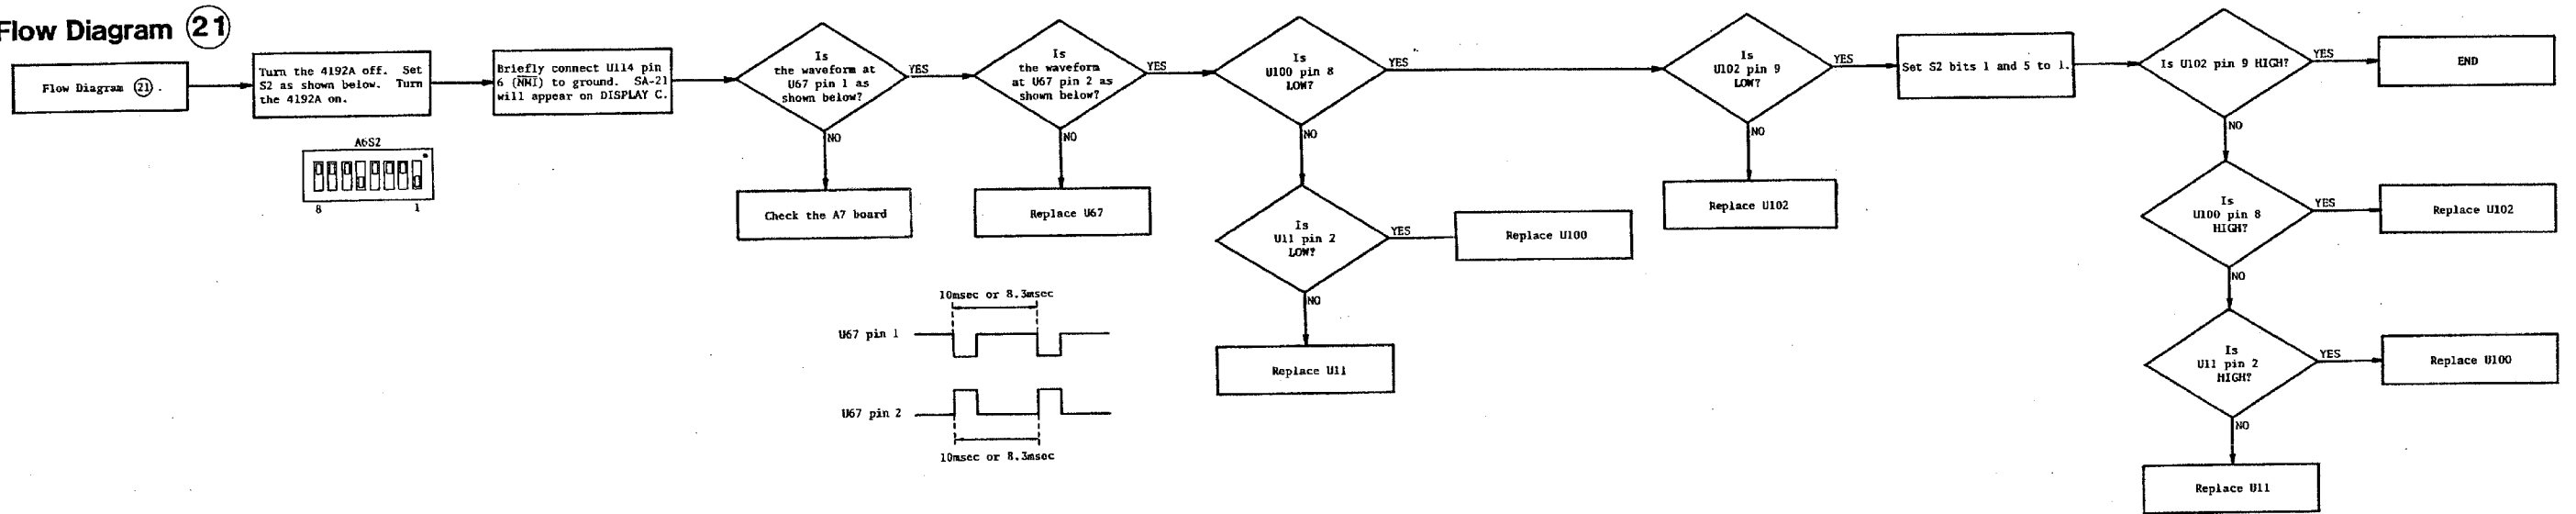 Flow Diagram 21
Flow Diagram 21 .
Turn the 4192A off. Set
S2 as shown below. Turn
the 4192A on.
A6S2
8 1
Briefly connect U114 pin
6 (NMI) to ground. SA-21
will appear on DISPLAY C.
Is
the waveform at
U67 pin 1 as
shown below?
YES
NO
Check the A7 board
Is
the waveform
at U67 pin 2 as
shown below?
YES
NO
Replace U67
Is
U100 pin 8
LOW?
YES
NO
Is
U11 pin 2
LOW?
YES
Replace U100
NO
Replace U11
Is
U102 pin 9
LOW?
YES
NO
Replace U102
Set S2 bits 1 and 5 to 1.
Is U102 pin 9 HIGH?
YES
END
NO
Is
U100 pin 8
HIGH?
YES
Replace U102
NO
Is
U11 pin 2
HIGH?
YES
Replace U100
NO
Replace U11
10msec or 8.3msec
U67 pin 1
U67 pin 2
10msec or 8.3msec